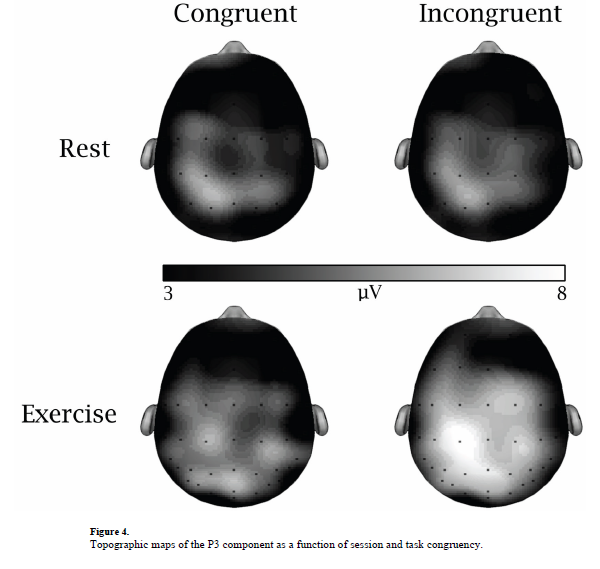 Congruent Incongruent
Rest
3 μV 8
Exercise
Figure 4.
Topographic maps of the P3 component as a function of session and task congruency.